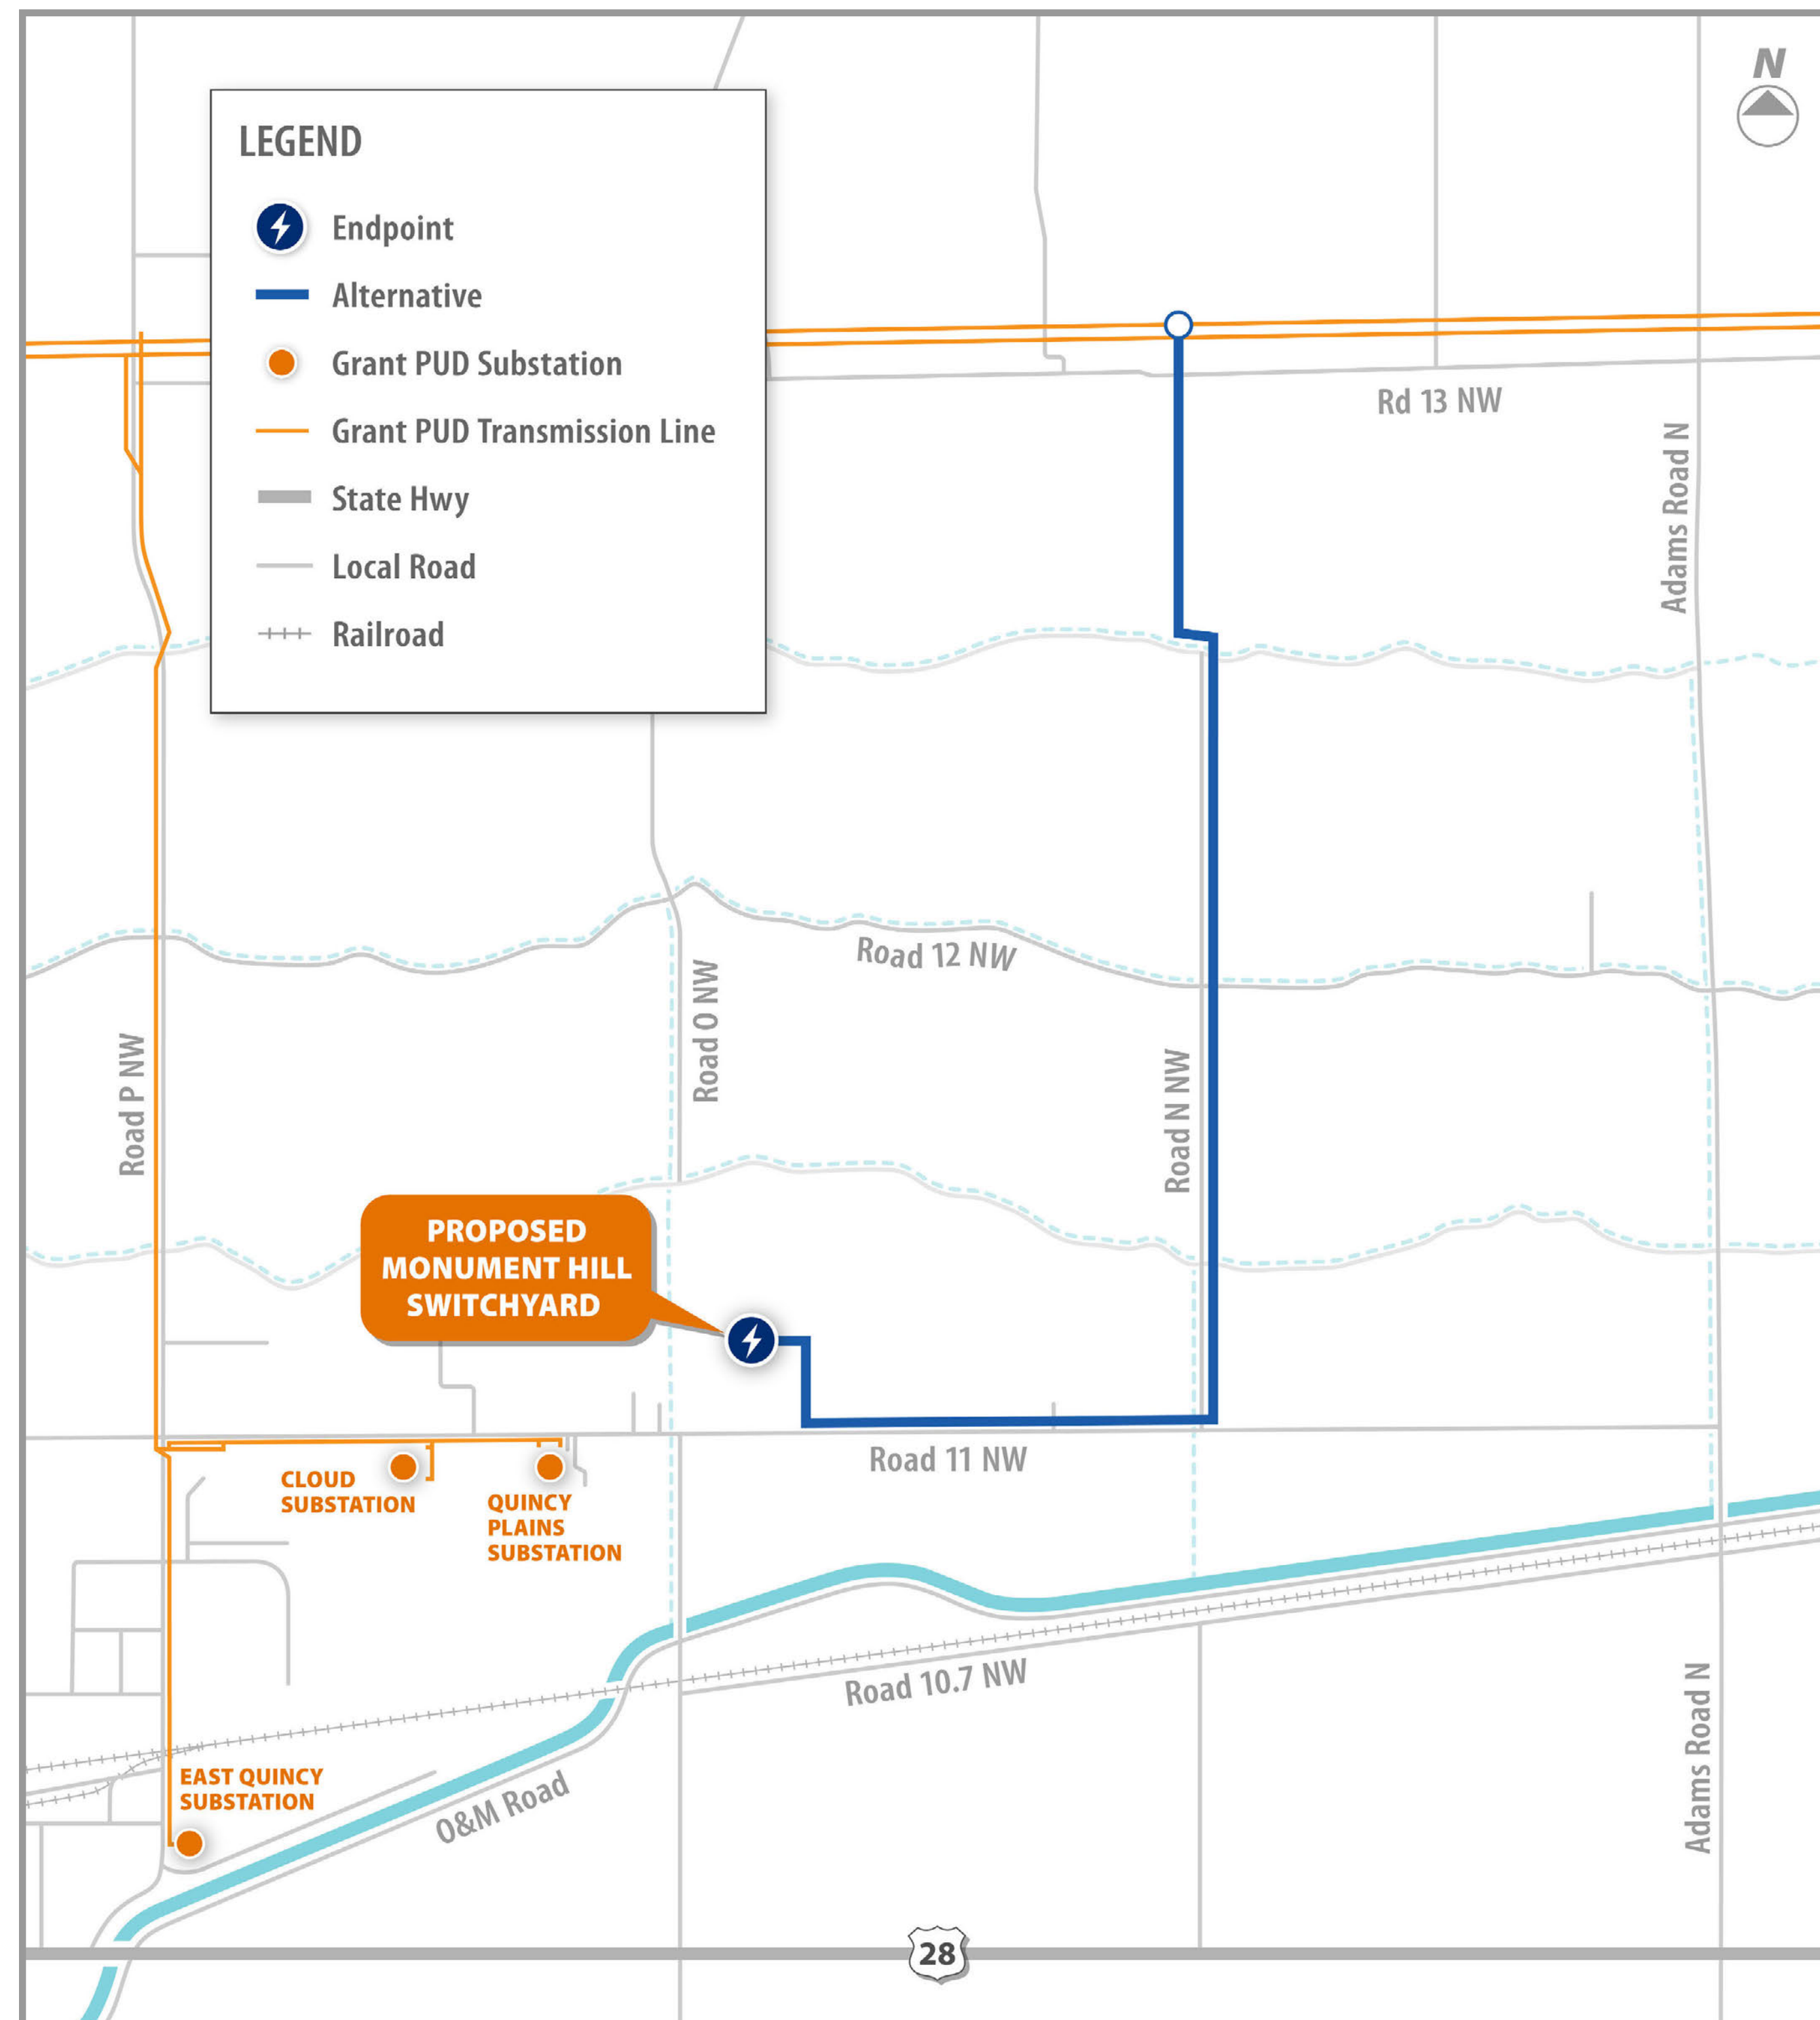 N
LEGEND
Endpoint
Alternative
Grant PUD Substation
Grant PUD Transmission Line
State Hwy
Local Road
Railroad
Rd 13 NW
Adams Road N
Road 12 NW
Road O NW
Road P NW
Road N NW
PROPOSED
MONUMENT HILL
SWITCHYARD
Road 11 NW
CLOUD
SUBSTATION
QUINCY
PLAINS
SUBSTATION
Road 10.7 NW
Adams Road N
EAST QUINCY
SUBSTATION
O&M Road
28